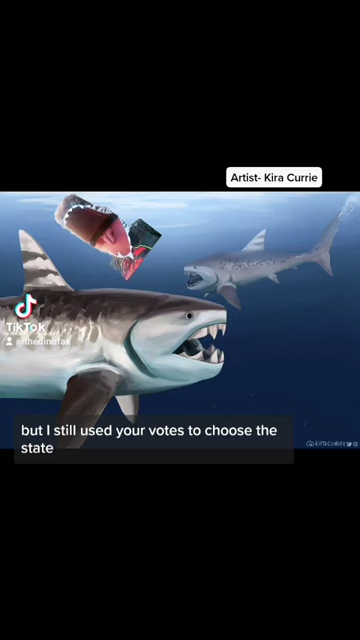 Artist- Kira Currie
TikTok
@thedinofax
but I still used your votes to choose the
state